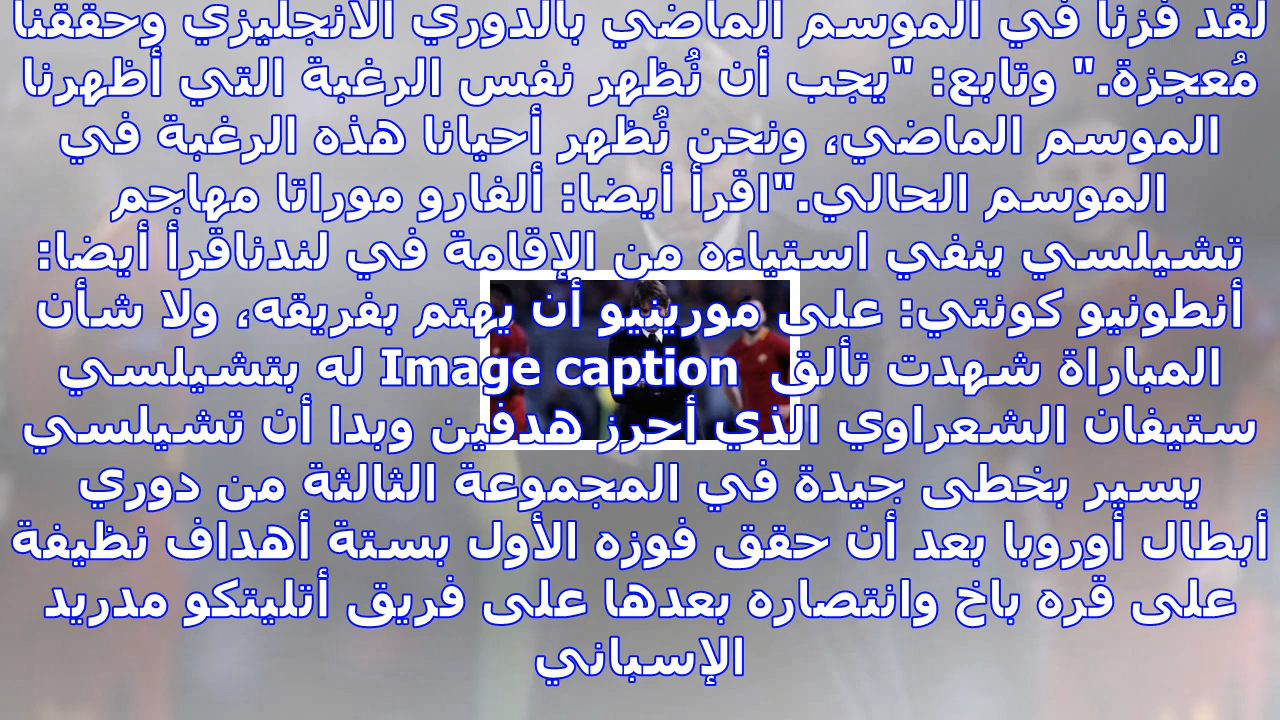 لقد فزنا في الموسم الماضي بالدوري الانجليزي وحققنا
مُعجزة." وتابع: "يجب أن نُظهر نفس الرغبة التي أظهرنا
الموسم الماضي، ونحن نُظهر أحيانا هذه الرغبة في
الموسم الحالي."اقرأ أيضا: ألفارو موراتا مهاجم
تشيلسي ينفي استياءه من الإقامة في لندناقرأ أيضا:
أنطونيو كونتي: على مورينيو أن يهتم بفريقه، ولا شأن
له بتشيلسي Image caption المباراة شهدت تألق
ستيفان الشعراوي الذي أحرز هدفين وبدا أن تشيلسي
يسير بخطى جيدة في المجموعة الثالثة من دوري
أبطال أوروبا بعد أن حقق فوزه الأول بستة أهداف نظيفة
على قره باخ وانتصاره بعدها على فريق أتليتكو مدريد
الإسباني